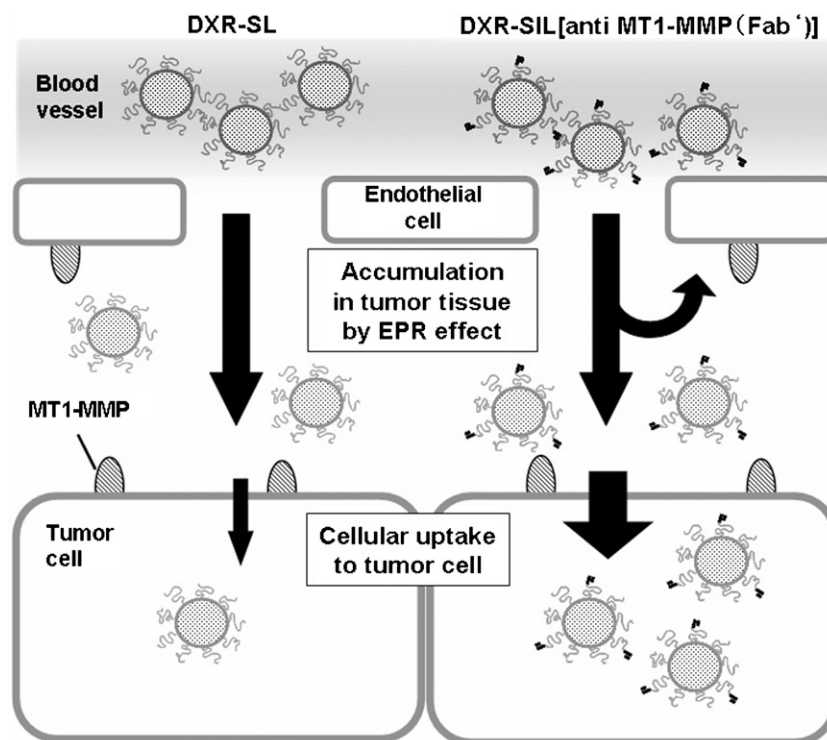 DXR-SL
DXR-SIL[anti MT1-MMP(Fab‘)]
Blood
vessel
Endothelial
cell
Accumulation
in tumor tissue
by EPR effect
MT1-MMP
Tumor
cell
Cellular uptake
to tumor cell